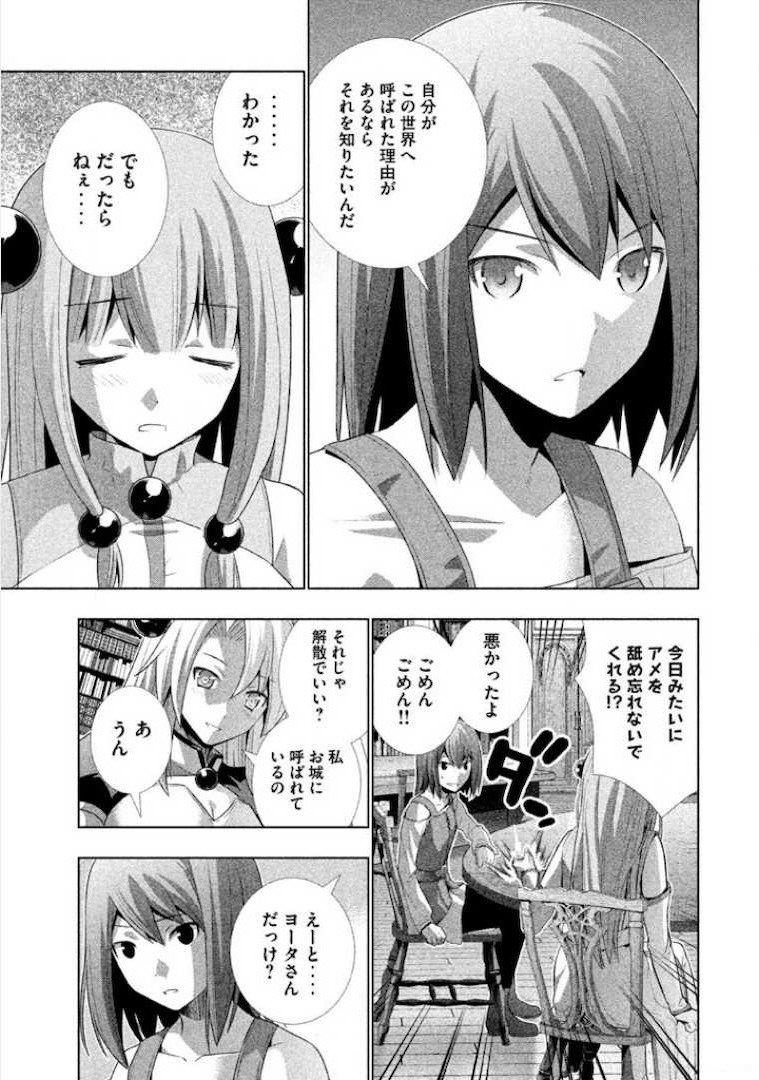 自分が
この世界へ
呼ばれた理由が
あるなら
それを知りたいんだ
‥‥‥
わかった
でも
だったら
ねぇ‥‥
今日みたいに
アメを
舐め忘れないで
くれる!?
ダンッ
悪かったよ
ごめん
ごめん!!
それじゃ
解散でいい?
私
お城に
呼ばれて
いるの
あ
うん
えーと‥‥
ヨータさん
だっけ?